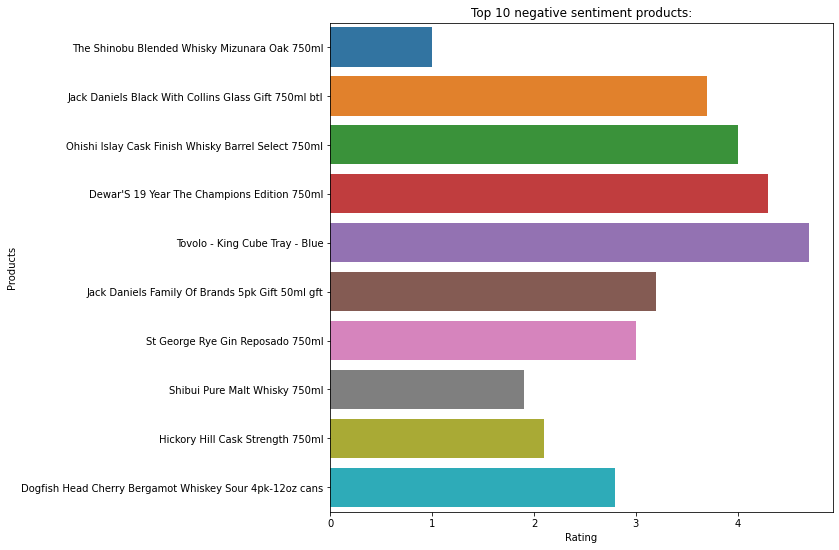 Top 10 negative sentiment products:
Products
The Shinobu Blended Whisky Mizunara Oak 750ml
Jack Daniels Black With Collins Glass Gift 750ml btl
Ohishi Islay Cask Finish Whisky Barrel Select 750ml
Dewar'S 19 Year The Champions Edition 750ml
Tovolo - King Cube Tray - Blue
Jack Daniels Family Of Brands 5pk Gift 50ml gft
St George Rye Gin Reposado 750ml
Shibui Pure Malt Whisky 750ml
Hickory Hill Cask Strength 750ml
Dogfish Head Cherry Bergamot Whiskey Sour 4pk-12oz cans
0 1 2 3 4
Rating